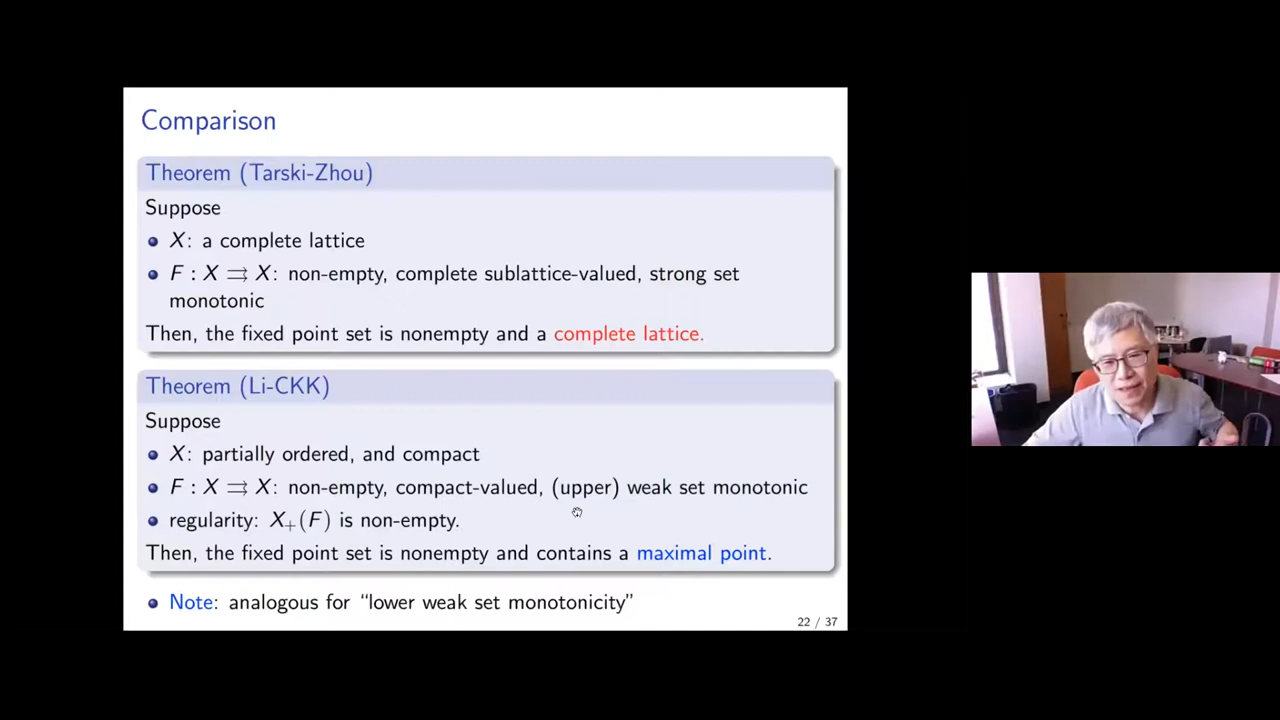 Comparison
Theorem (Tarski-Zhou)
Suppose
X: a complete lattice
F : X ⇉ X: non-empty, complete sublattice-valued, strong set
monotonic
Then, the fixed point set is nonempty and a complete lattice.
Theorem (Li-CKK)
Suppose
X: partially ordered, and compact
F : X ⇉ X: non-empty, compact-valued, (upper) weak set monotonic
regularity: X₊(F) is non-empty.
Then, the fixed point set is nonempty and contains a maximal point.
Note: analogous for “lower weak set monotonicity”
22 / 37